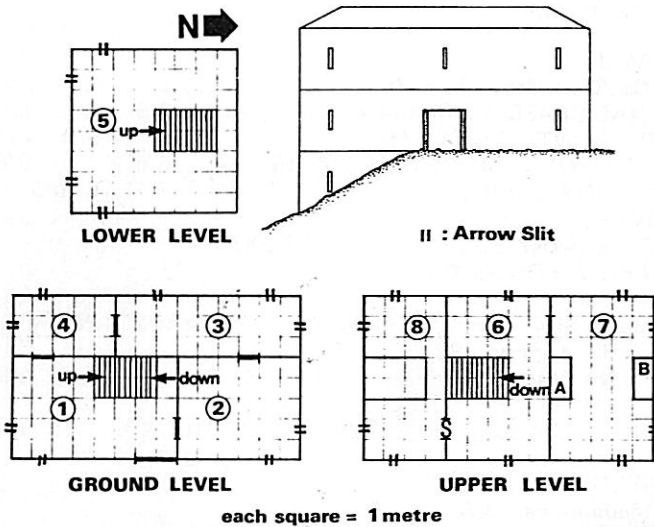 N
5
up
LOWER LEVEL
II : Arrow Slit
4
3
up
down
1
2
I
I
GROUND LEVEL
8
6
7
I
down
A
B
S
UPPER LEVEL
each square = 1 metre